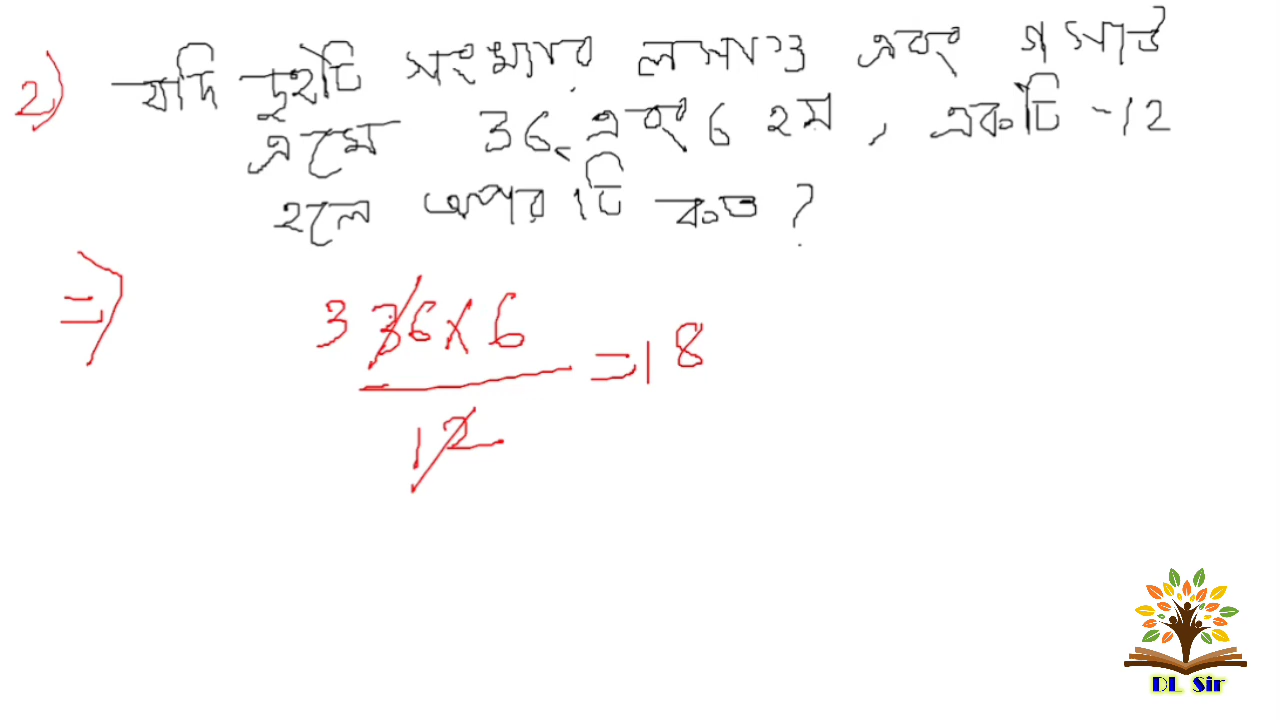 2) যদি দুইটি সংখ্যার লসাগু এবং গসাগু
এমে 36, এবং 6 হয়, একটি - 12
হলে অপরটি কত ?
=> 3 36 x 6
= 18
12
DL Sir